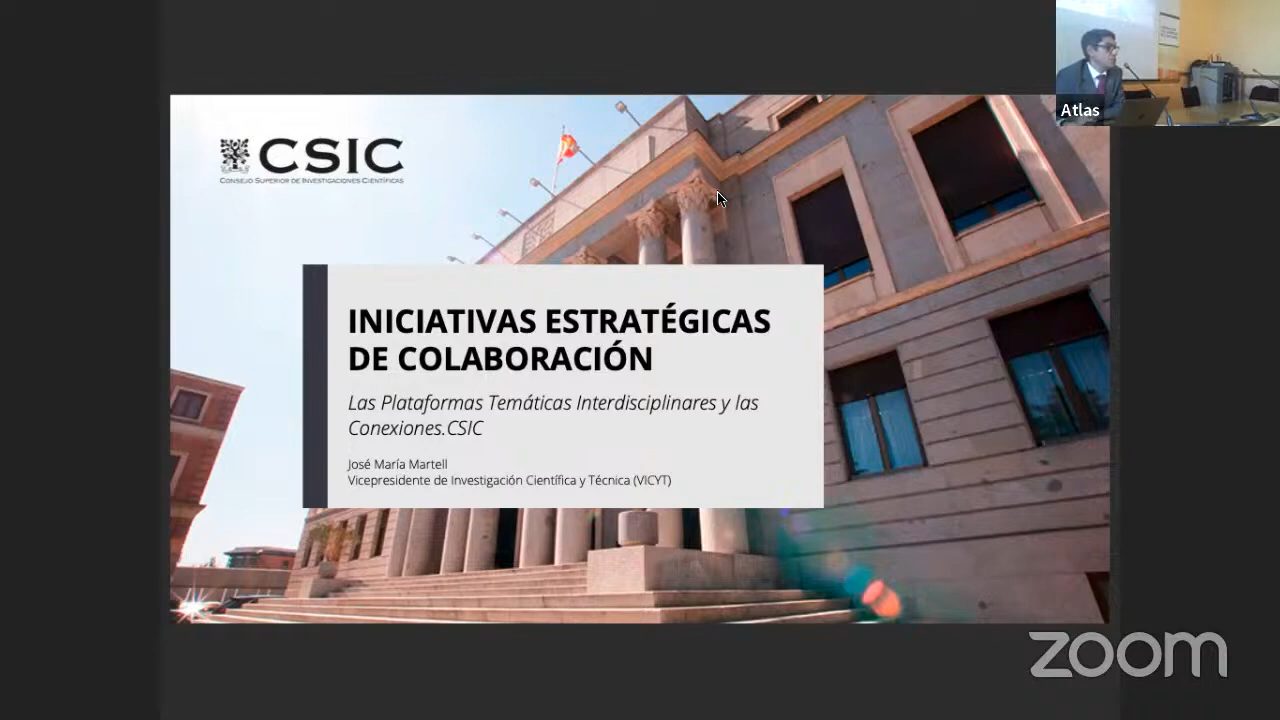 Atlas
CSIC
CONSEJO SUPERIOR DE INVESTIGACIONES CIENTÍFICAS
INICIATIVAS ESTRATÉGICAS
DE COLABORACIÓN
Las Plataformas Temáticas Interdisciplinares y las
Conexiones.CSIC
José María Martell
Vicepresidente de Investigación Científica y Técnica (VICYT)
zoom